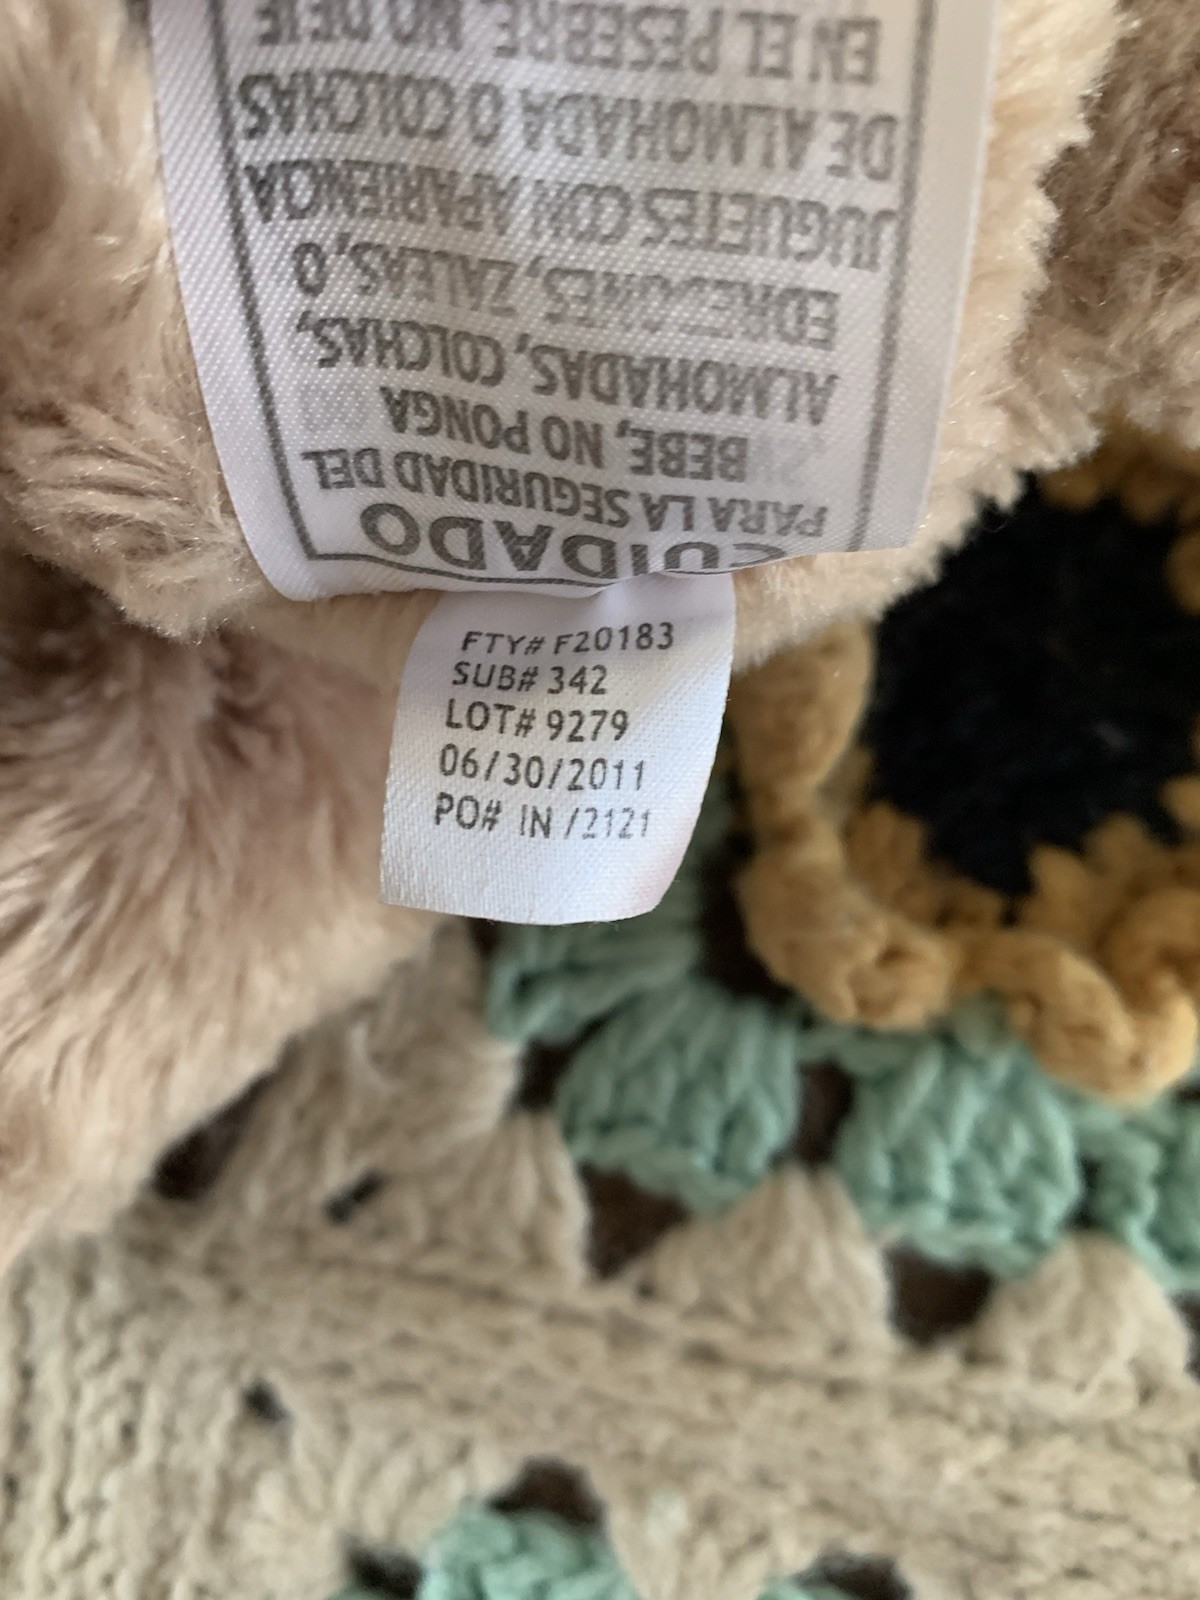 CUIDADO
PARA LA SEGURIDAD DEL
BEBE, NO PONGA
ALMOHADAS, COLCHAS,
EDREDONES, ZALEAS, O
JUGUETES CON APARIENCIA
DE ALMOHADA O COLCHAS
EN EL PESEBRE. NO DEJE
FTY# F20183
SUB# 342
LOT# 9279
06/30/2011
PO# IN /2121